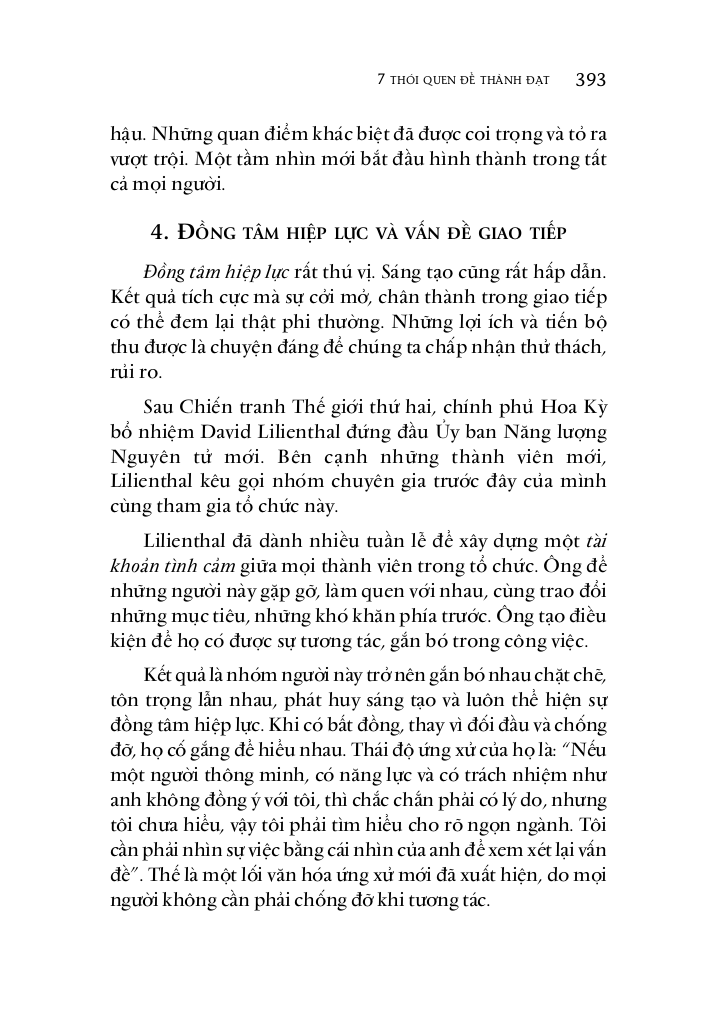 7 THÓI QUEN ĐỂ THÀNH ĐẠT 393
hậu. Những quan điểm khác biệt đã được coi trọng và tỏ ra
vượt trội. Một tầm nhìn mới bắt đầu hình thành trong tất
cả mọi người.
4. ĐỒNG TÂM HIỆP LỰC VÀ VẤN ĐỀ GIAO TIẾP
Đồng tâm hiệp lực rất thú vị. Sáng tạo cũng rất hấp dẫn.
Kết quả tích cực mà sự cởi mở, chân thành trong giao tiếp
có thể đem lại thật phi thường. Những lợi ích và tiến bộ
thu được là chuyện đáng để chúng ta chấp nhận thử thách,
rủi ro.
Sau Chiến tranh Thế giới thứ hai, chính phủ Hoa Kỳ
bổ nhiệm David Lilienthal đứng đầu Ủy ban Năng lượng
Nguyên tử mới. Bên cạnh những thành viên mới,
Lilienthal kêu gọi nhóm chuyên gia trước đây của mình
cùng tham gia tổ chức này.
Lilienthal đã dành nhiều tuần lễ để xây dựng một tài
khoản tình cảm giữa mọi thành viên trong tổ chức. Ông để
những người này gặp gỡ, làm quen với nhau, cùng trao đổi
những mục tiêu, những khó khăn phía trước. Ông tạo điều
kiện để họ có được sự tương tác, gắn bó trong công việc.
Kết quả là nhóm người này trở nên gắn bó nhau chặt chẽ,
tôn trọng lẫn nhau, phát huy sáng tạo và luôn thể hiện sự
đồng tâm hiệp lực. Khi có bất đồng, thay vì đối đầu và chống
đỡ, họ cố gắng để hiểu nhau. Thái độ ứng xử của họ là: “Nếu
một người thông minh, có năng lực và có trách nhiệm như
anh không đồng ý với tôi, thì chắc chắn phải có lý do, nhưng
tôi chưa hiểu, vậy tôi phải tìm hiểu cho rõ ngọn ngành. Tôi
cần phải nhìn sự việc bằng cái nhìn của anh để xem xét lại vấn
đề”. Thế là một lối văn hóa ứng xử mới đã xuất hiện, do mọi
người không cần phải chống đỡ khi tương tác.